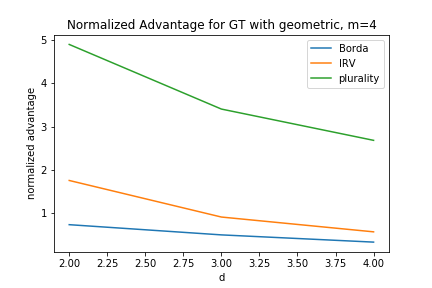 Normalized Advantage for GT with geometric, m=4
5
4
3
2
1
normalized advantage
Borda
IRV
plurality
2.00 2.25 2.50 2.75 3.00 3.25 3.50 3.75 4.00
d